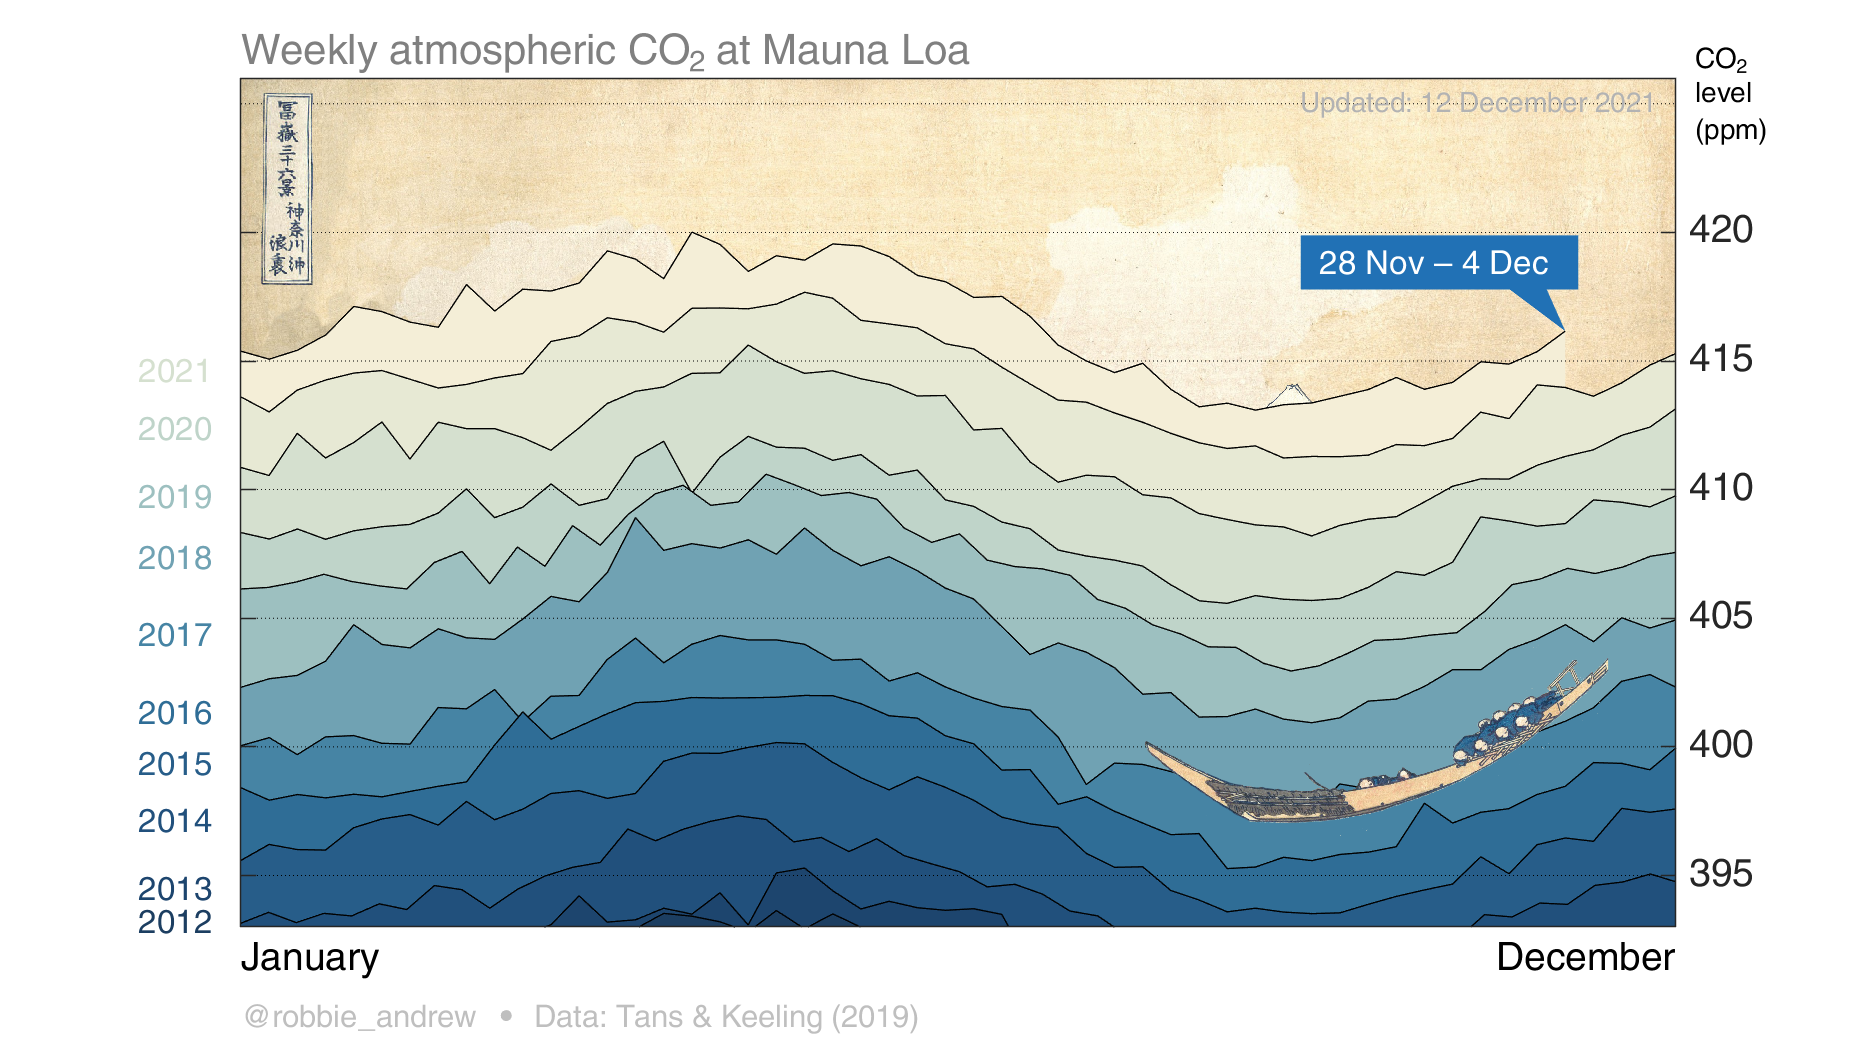 Weekly atmospheric CO₂ at Mauna Loa
CO₂
level
(ppm)
Updated: 12 December 2021
冨嶽三十六景
神奈川沖
浪裏
28 Nov – 4 Dec
420
415
410
405
400
395
2021
2020
2019
2018
2017
2016
2015
2014
2013
2012
January
December
@robbie_andrew • Data: Tans & Keeling (2019)